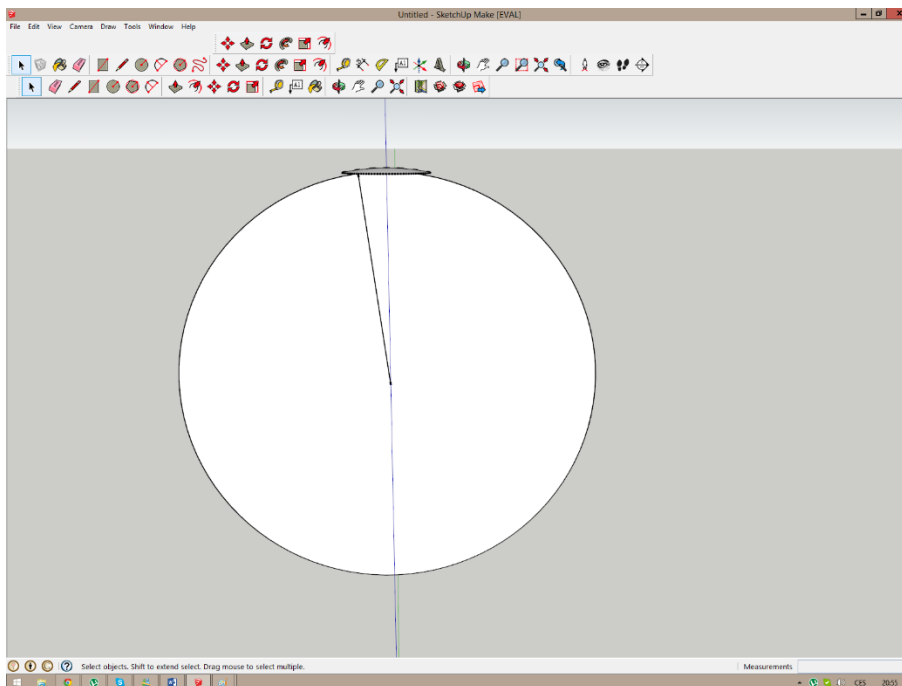 Untitled - SketchUp Make [EVAL]
File Edit View Camera Draw Tools Window Help
Select objects. Shift to extend select. Drag mouse to select multiple.
Measurements
CES 20:55